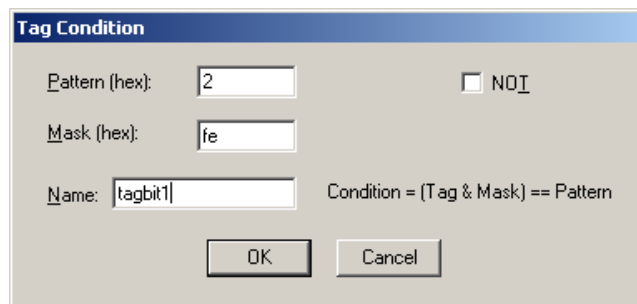 Tag Condition
Pattern (hex): 2 NOT
Mask (hex): fe
Name: tagbit1 Condition = (Tag & Mask) == Pattern
OK Cancel